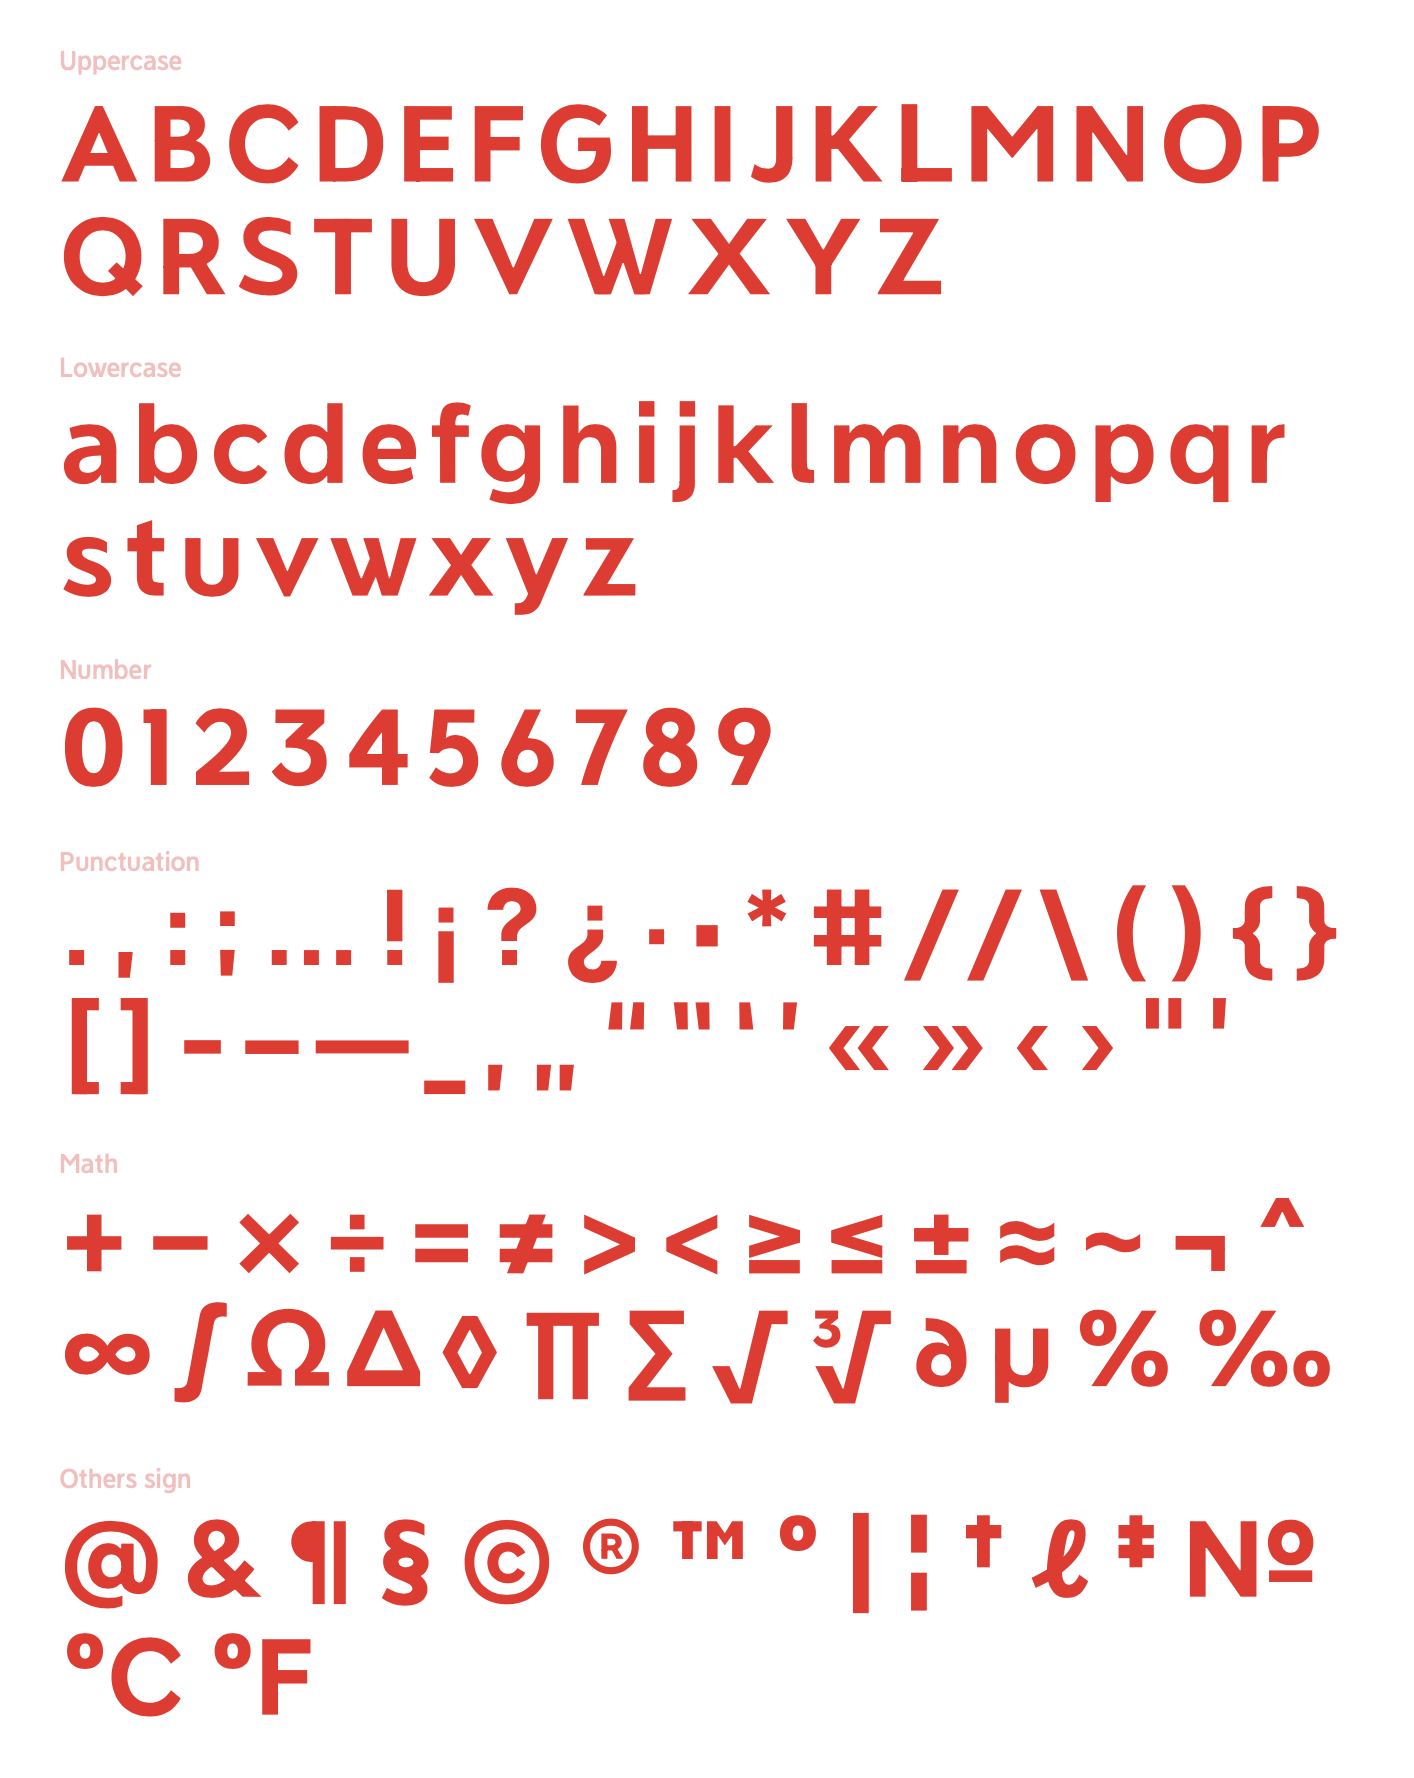 Uppercase
ABCDEFGHIJKLMNOP
QRSTUVWXYZ
Lowercase
abcdefghijklmnopqr
stuvwxyz
Number
0123456789
Punctuation
.,:;…!¡?¿·▪*#/⁄\(){}
[]-–—_‚„“‟‛’«»‹›"'
Math
+−×÷=≠><≥≤±≈~¬^
∞∫Ω∆◊∏∑√∛∂µ%‰
Others sign
@&¶§©®™°|¦†ℓ‡№
℃ ℉